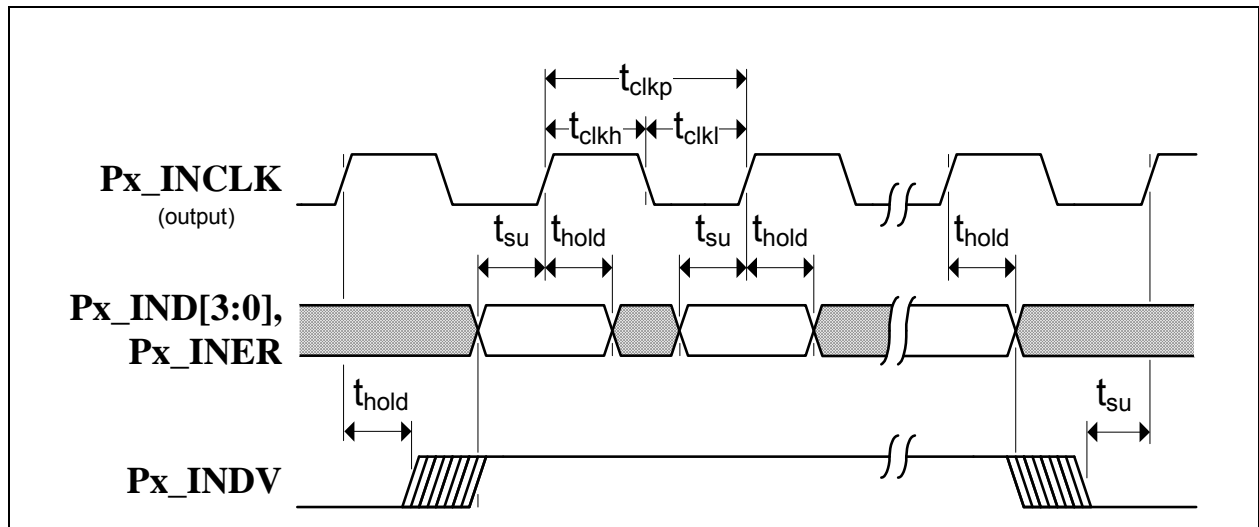 t_clkp
t_clkh t_clkl
Px_INCLK
(output)
t_su t_hold t_su t_hold t_hold
Px_IND[3:0],
Px_INER
t_hold t_su
Px_INDV